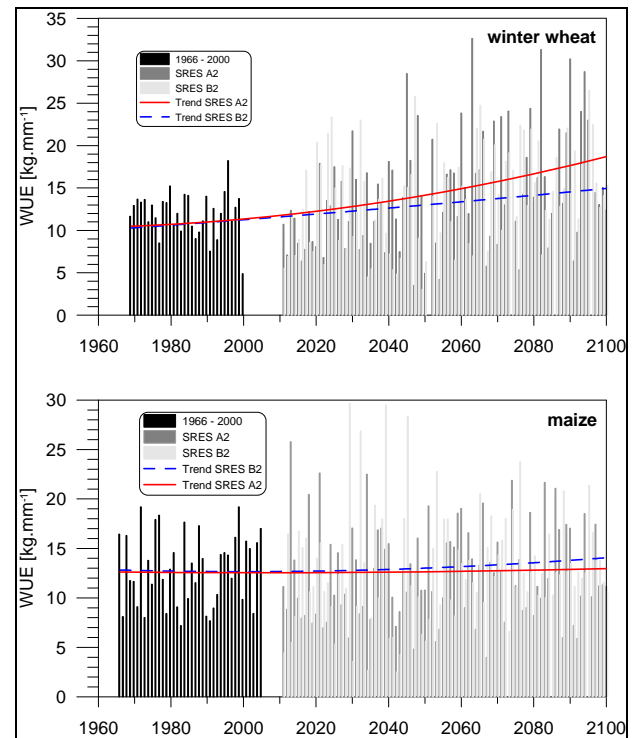 winter wheat
WUE [kg.mm-1]
35
30
25
20
15
10
5
0
1966 - 2000
SRES A2
SRES B2
Trend SRES A2
Trend SRES B2
1960 1980 2000 2020 2040 2060 2080 2100
maize
WUE [kg.mm-1]
30
25
20
15
10
5
0
1966 - 2000
SRES A2
SRES B2
Trend SRES B2
Trend SRES A2
1960 1980 2000 2020 2040 2060 2080 2100